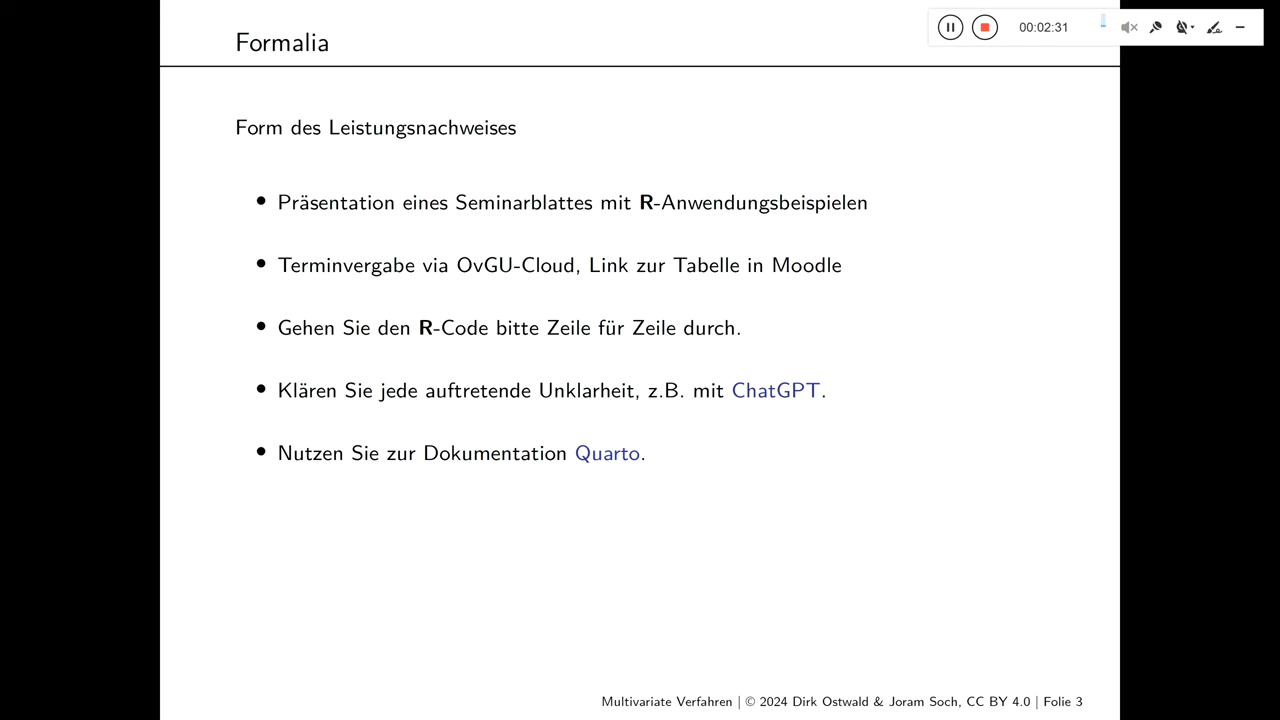 Formalia
00:02:31
Form des Leistungsnachweises
• Präsentation eines Seminarblattes mit R-Anwendungsbeispielen
• Terminvergabe via OvGU-Cloud, Link zur Tabelle in Moodle
• Gehen Sie den R-Code bitte Zeile für Zeile durch.
• Klären Sie jede auftretende Unklarheit, z.B. mit ChatGPT.
• Nutzen Sie zur Dokumentation Quarto.
Multivariate Verfahren | © 2024 Dirk Ostwald & Joram Soch, CC BY 4.0 | Folie 3